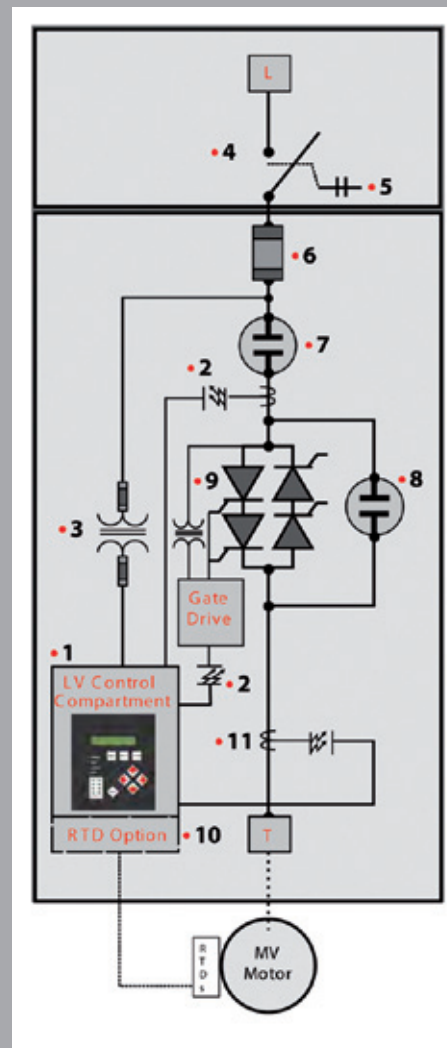 L
• 4
• 5
• 6
• 7
• 2
• 9
• 8
• 3
Gate
Drive
• 1
• 2
LV Control
Compartment
• 11
RTD Option
• 10
T
RTDs
MV
Motor